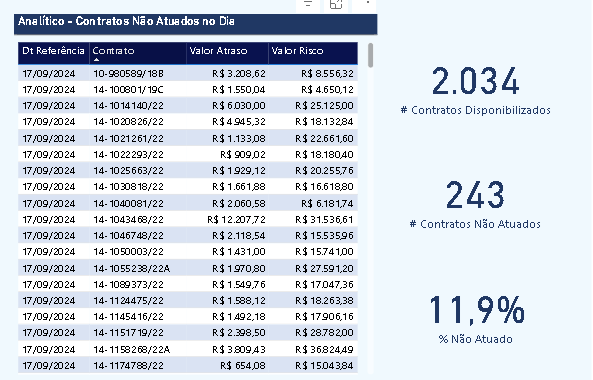 Analítico - Contratos Não Atuados no Dia
Dt Referência Contrato Valor Atraso Valor Risco
17/09/2024 10-980589/18B R$ 3.208,62 R$ 8.556,32
17/09/2024 14-100801/19C R$ 1.550,04 R$ 4.650,12
17/09/2024 14-1014140/22 R$ 6.030,00 R$ 25.125,00
17/09/2024 14-1020826/22 R$ 4.945,32 R$ 18.132,84
17/09/2024 14-1021261/22 R$ 1.133,08 R$ 22.661,60
17/09/2024 14-1022293/22 R$ 909,02 R$ 18.180,40
17/09/2024 14-1025663/22 R$ 1.929,12 R$ 20.255,76
17/09/2024 14-1030818/22 R$ 1.661,88 R$ 16.618,80
17/09/2024 14-1040081/22 R$ 2.060,58 R$ 6.181,74
17/09/2024 14-1043468/22 R$ 12.207,72 R$ 31.536,61
17/09/2024 14-1046748/22 R$ 2.118,54 R$ 15.535,96
17/09/2024 14-1050003/22 R$ 1.431,00 R$ 15.741,00
17/09/2024 14-1055238/22A R$ 1.970,80 R$ 27.591,20
17/09/2024 14-1089373/22 R$ 1.549,76 R$ 17.047,36
17/09/2024 14-1124475/22 R$ 1.588,12 R$ 18.263,38
17/09/2024 14-1145416/22 R$ 1.492,18 R$ 17.906,16
17/09/2024 14-1151719/22 R$ 2.398,50 R$ 28.782,00
17/09/2024 14-1158268/22A R$ 3.809,43 R$ 36.824,49
17/09/2024 14-1174788/22 R$ 654,08 R$ 15.043,84
2.034
# Contratos Disponibilizados
243
# Contratos Não Atuados
11,9%
% Não Atuado